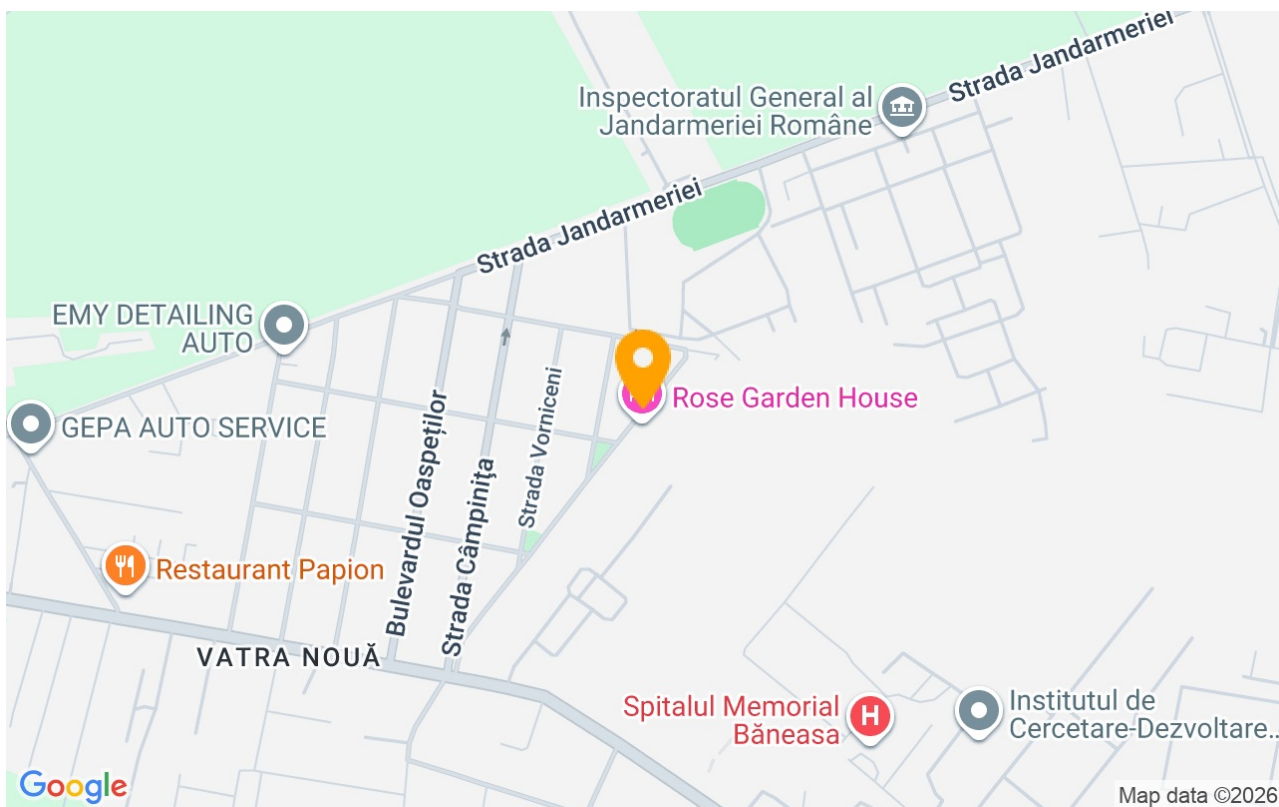 Strada Jandarmeriei
Inspectoratul General al
Jandarmeriei Române
Strada Jandarmeriei
EMY DETAILING
AUTO
Rose Garden House
GEPA AUTO SERVICE
Bulevardul Oaspeților
Strada Câmpinița
Strada Vorniceni
Restaurant Papion
VATRA NOUĂ
Spitalul Memorial
Băneasa
H
Institutul de
Cercetare-Dezvoltare...
Google
Map data ©2026